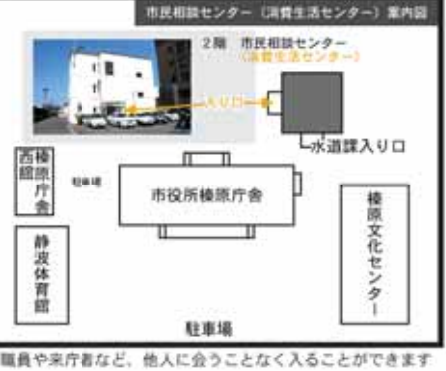 市民相談センター（消費生活センター）案内図
2階 市民相談センター
（消費生活センター）
入り口
水道課入り口
榛原庁舎
西館
駐車場
市役所榛原庁舎
榛原文化センター
静波体育館
駐車場
職員や来庁者など、他人に会うことなく入ることができます